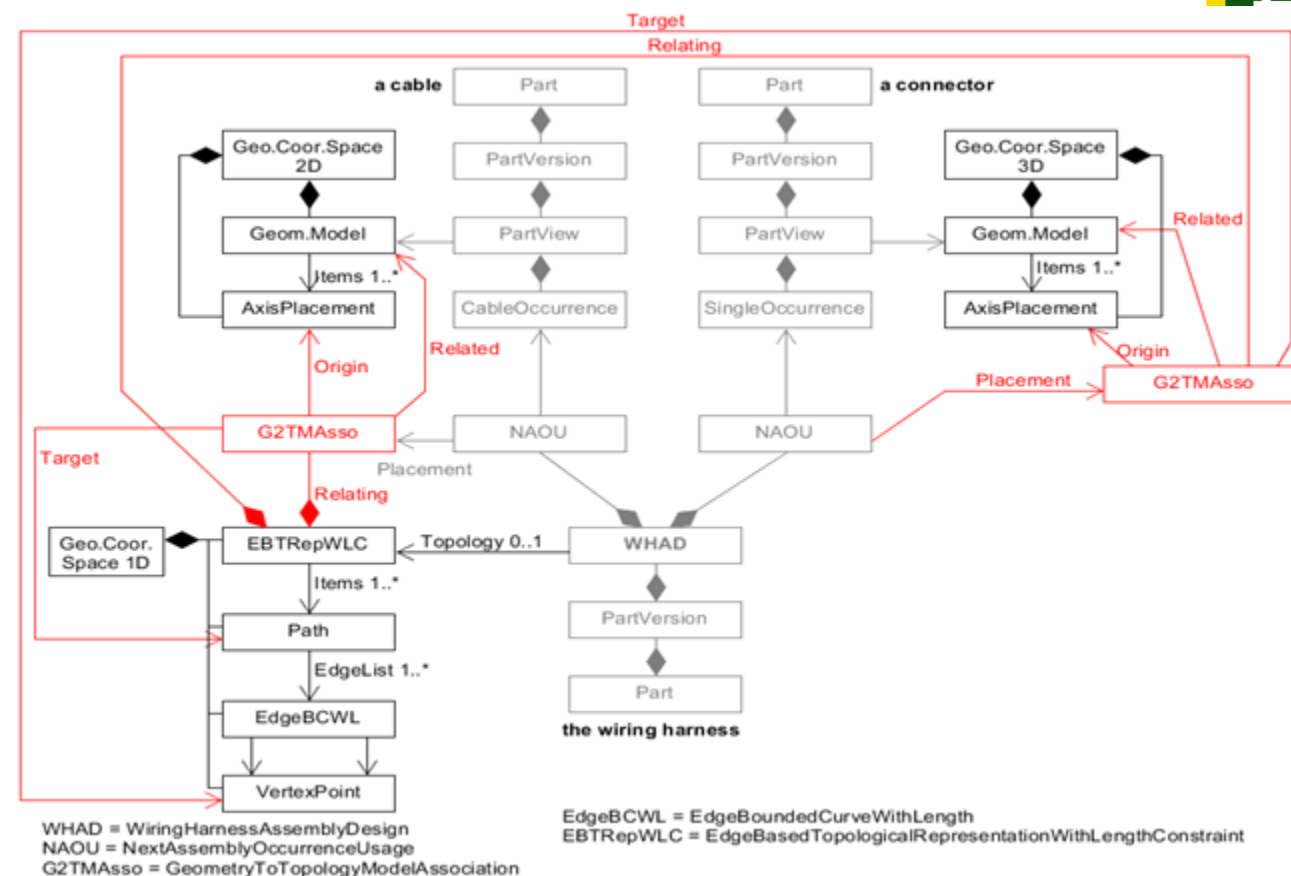 Target
Relating
a cable
Part
Part
a connector
Geo.Coor.Space
2D
PartVersion
PartVersion
Geo.Coor.Space
3D
Related
Geom.Model
PartView
PartView
Geom.Model
Items 1..*
Items 1..*
AxisPlacement
CableOccurrence
SingleOccurrence
AxisPlacement
Related
Origin
Origin
Placement
G2TMAsso
G2TMAsso
NAOU
NAOU
Target
Placement
Relating
Geo.Coor.
Space 1D
EBTRepWLC
Topology 0..1
WHAD
Items 1..*
PartVersion
Path
EdgeList 1..*
Part
EdgeBCWL
the wiring harness
VertexPoint
WHAD = WiringHarnessAssemblyDesign
NAOU = NextAssemblyOccurrenceUsage
G2TMAsso = GeometryToTopologyModelAssociation
EdgeBCWL = EdgeBoundedCurveWithLength
EBTRepWLC = EdgeBasedTopologicalRepresentationWithLengthConstraint